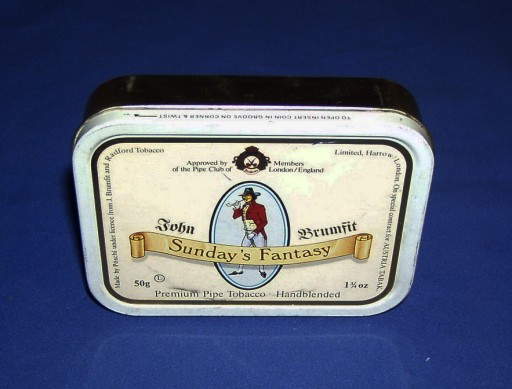 TO OPEN INSERT COIN IN GROOVE ON CORNER & TWIST
Made by Pöschl under licence from J. Brumfit and Radford Tobacco
Limited, Harrow/London. On special contract for AUSTRIA TABAK
Approved by Members
of the Pipe Club of London/England
John Brumfit
Sunday's Fantasy
50g L 1¾ oz
Premium Pipe Tobacco · Handblended